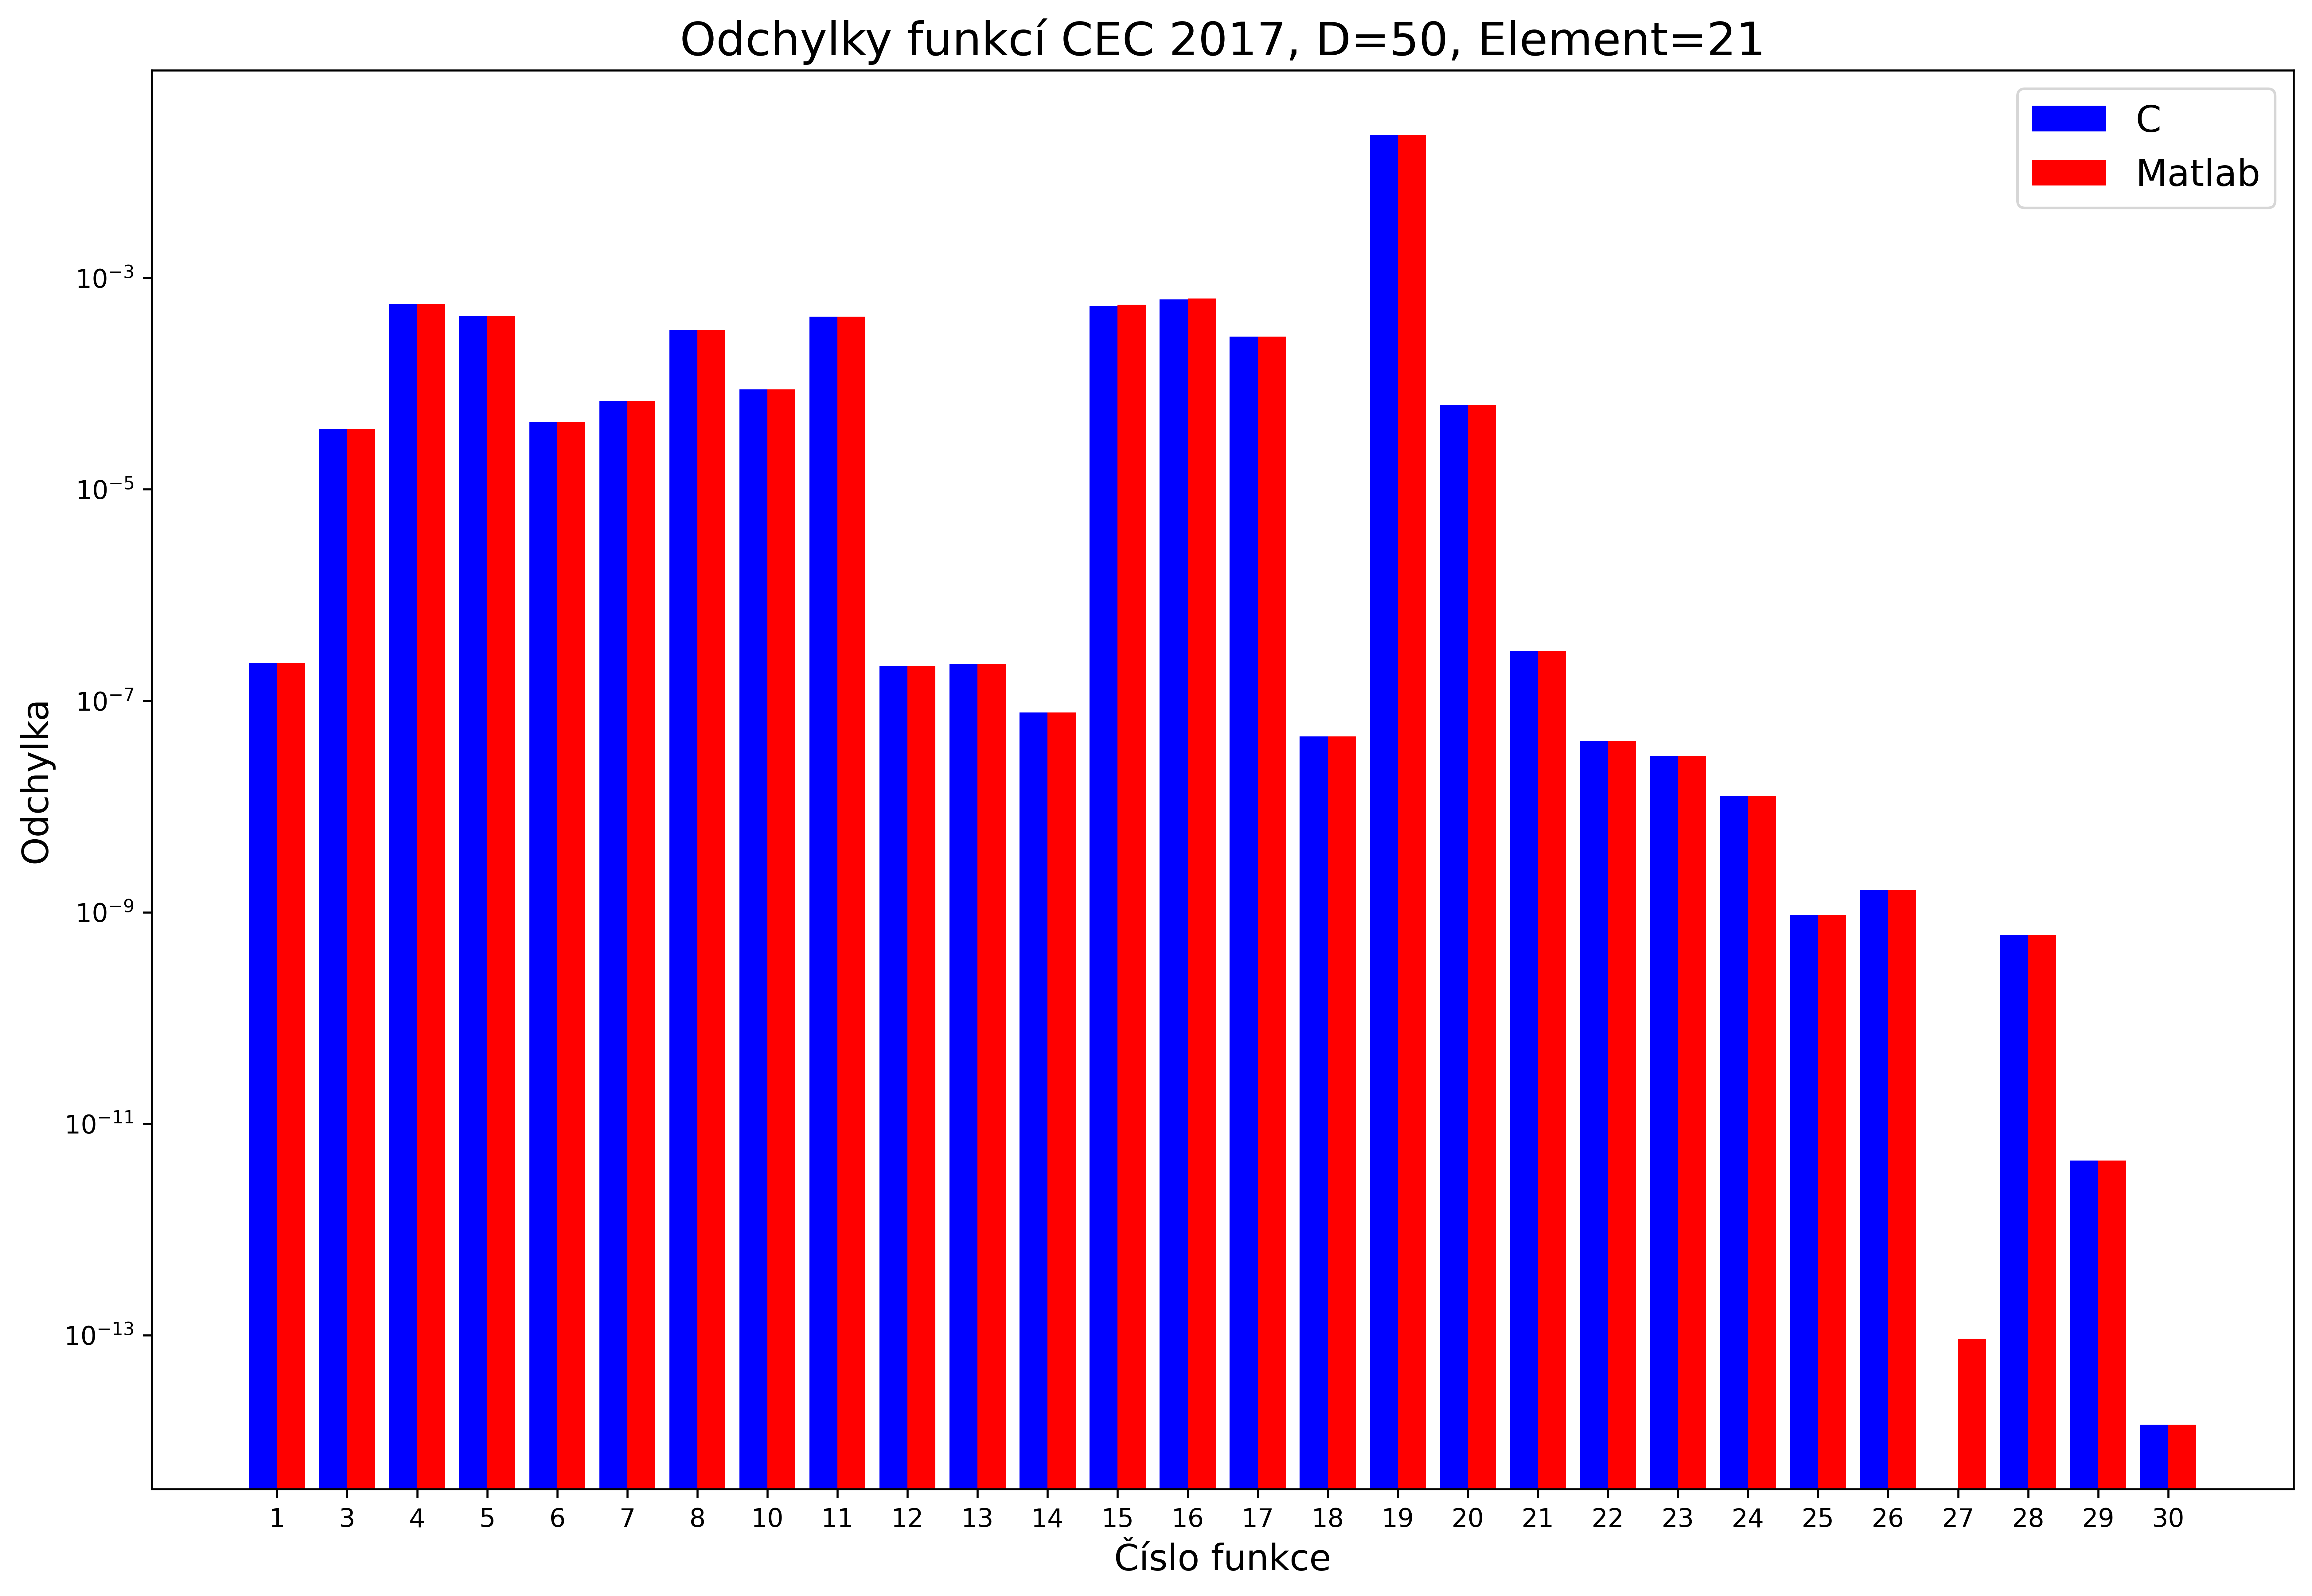 Odchylky funkcí CEC 2017, D=50, Element=21
C
Matlab
10⁻³
10⁻⁵
10⁻⁷
10⁻⁹
10⁻¹¹
10⁻¹³
Odchylka
1 3 4 5 6 7 8 10 11 12 13 14 15 16 17 18 19 20 21 22 23 24 25 26 27 28 29 30
Číslo funkce